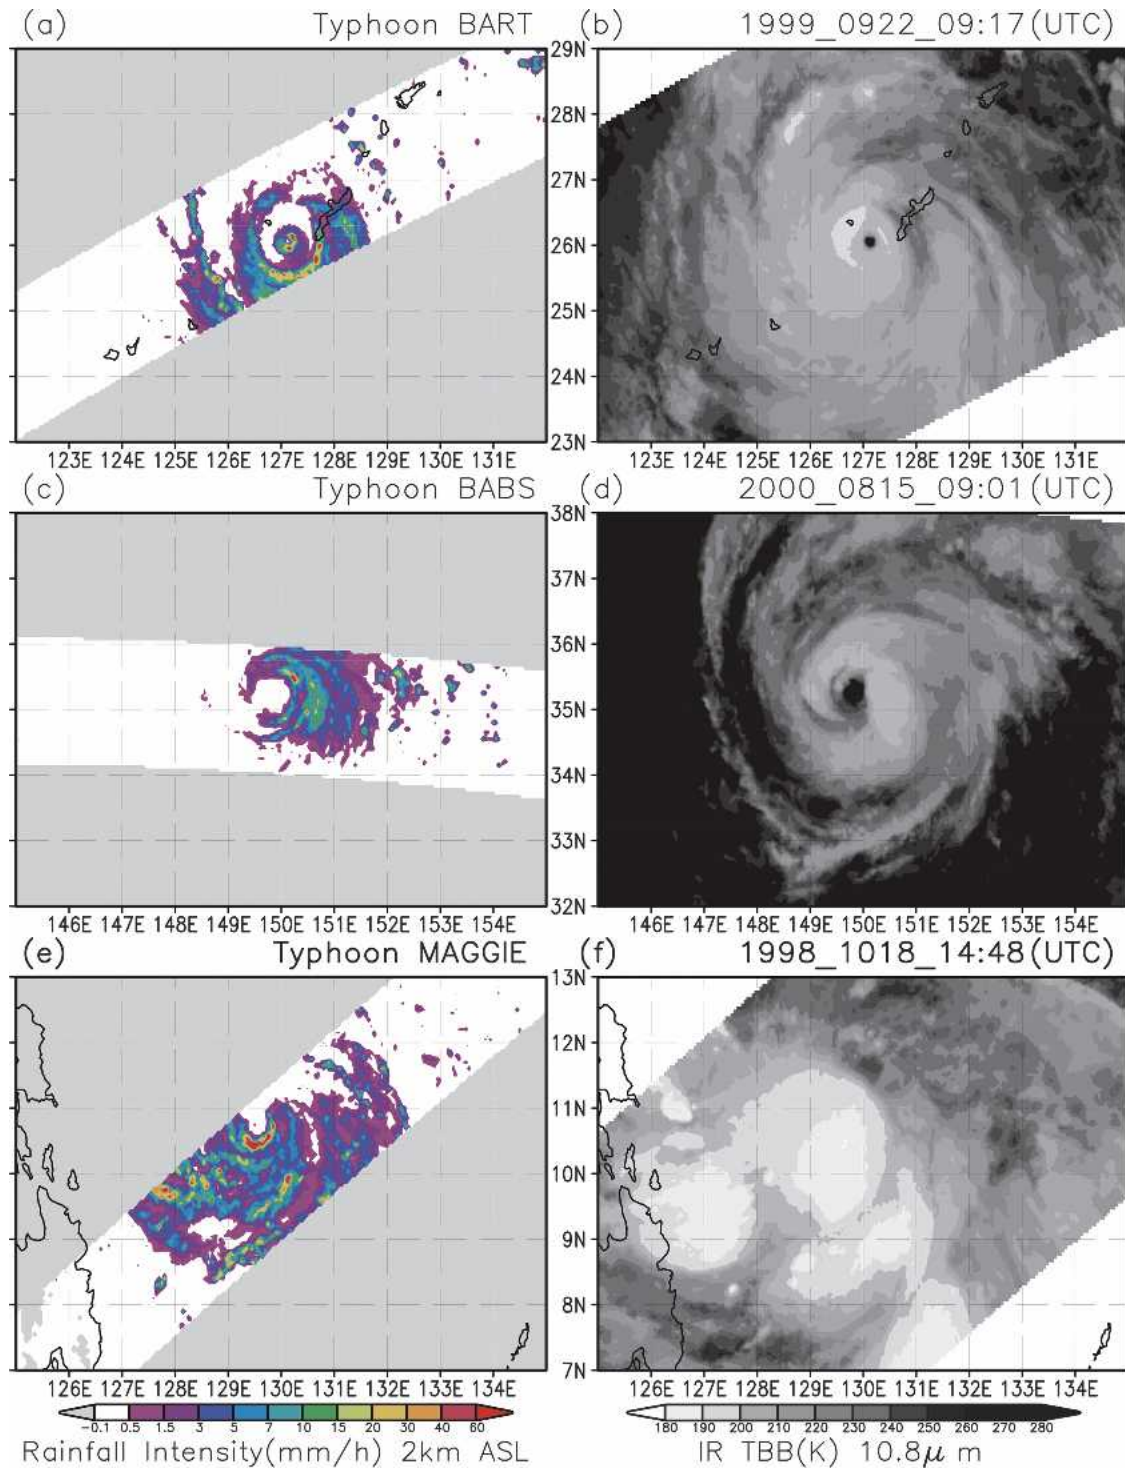 (a) Typhoon BART (b) 1999_0922_09:17(UTC)
29N
28N
27N
26N
25N
24N
23N
123E 124E 125E 126E 127E 128E 129E 130E 131E 123E 124E 125E 126E 127E 128E 129E 130E 131E
(c) Typhoon BABS (d) 2000_0815_09:01(UTC)
38N
37N
36N
35N
34N
33N
32N
146E 147E 148E 149E 150E 151E 152E 153E 154E 146E 147E 148E 149E 150E 151E 152E 153E 154E
(e) Typhoon MAGGIE (f) 1998_1018_14:48(UTC)
13N
12N
11N
10N
9N
8N
7N
126E 127E 128E 129E 130E 131E 132E 133E 134E 126E 127E 128E 129E 130E 131E 132E 133E 134E
-0.1 0.5 1.5 3 5 7 10 15 20 30 40 60 180 190 200 210 220 230 240 250 260 270 280
Rainfall Intensity(mm/h) 2km ASL IR TBB(K) 10.8μ m